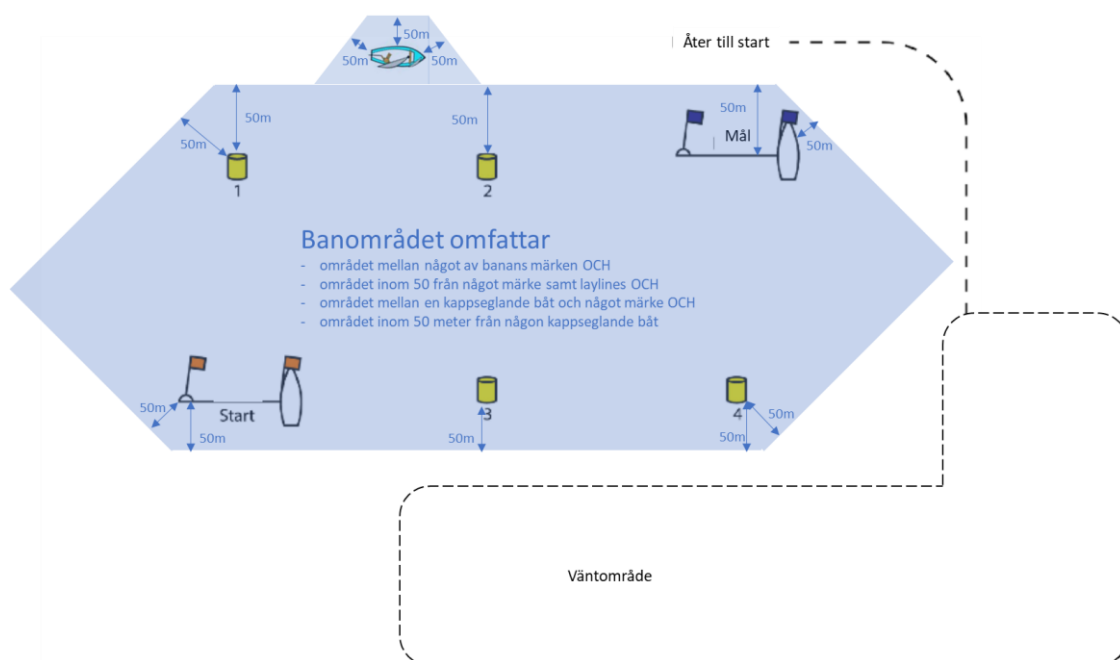 50m
50m
50m
Åter till start
50m
50m
50m
50m
Mål
50m
1
2
Banområdet omfattar
- området mellan något av banans märken OCH
- området inom 50 från något märke samt laylines OCH
- området mellan en kappseglande båt och något märke OCH
- området inom 50 meter från någon kappseglande båt
50m
Start
3
4
50m
50m
50m
50m
Väntområde